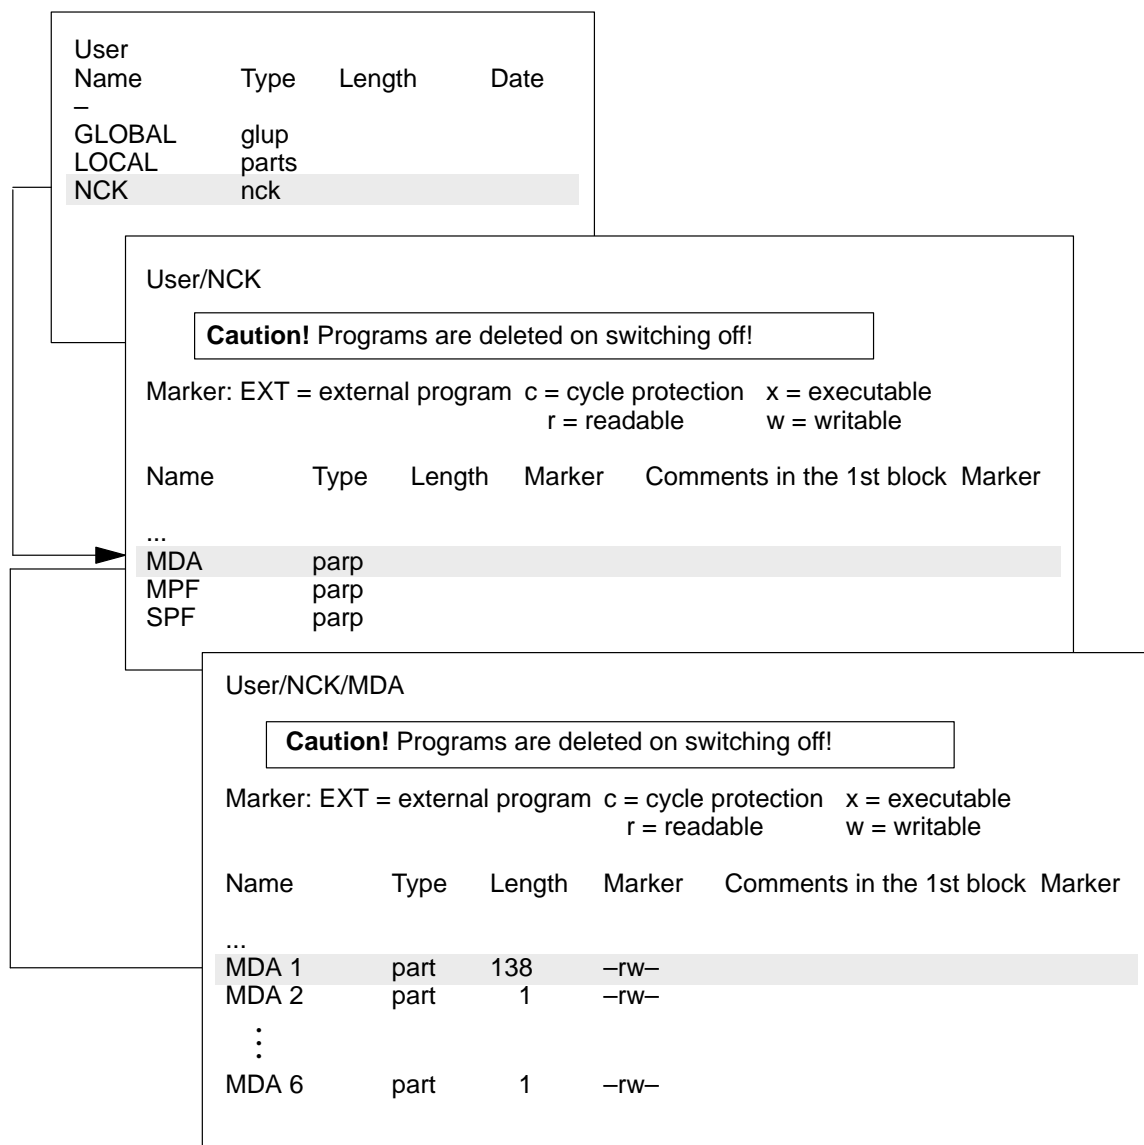 User
Name Type Length Date
–
GLOBAL glup
LOCAL parts
NCK nck
User/NCK
Caution! Programs are deleted on switching off!
Marker: EXT = external program c = cycle protection x = executable
r = readable w = writable
Name Type Length Marker Comments in the 1st block Marker
...
MDA parp
MPF parp
SPF parp
User/NCK/MDA
Caution! Programs are deleted on switching off!
Marker: EXT = external program c = cycle protection x = executable
r = readable w = writable
Name Type Length Marker Comments in the 1st block Marker
...
MDA 1 part 138 –rw–
MDA 2 part 1 –rw–
⋮
MDA 6 part 1 –rw–